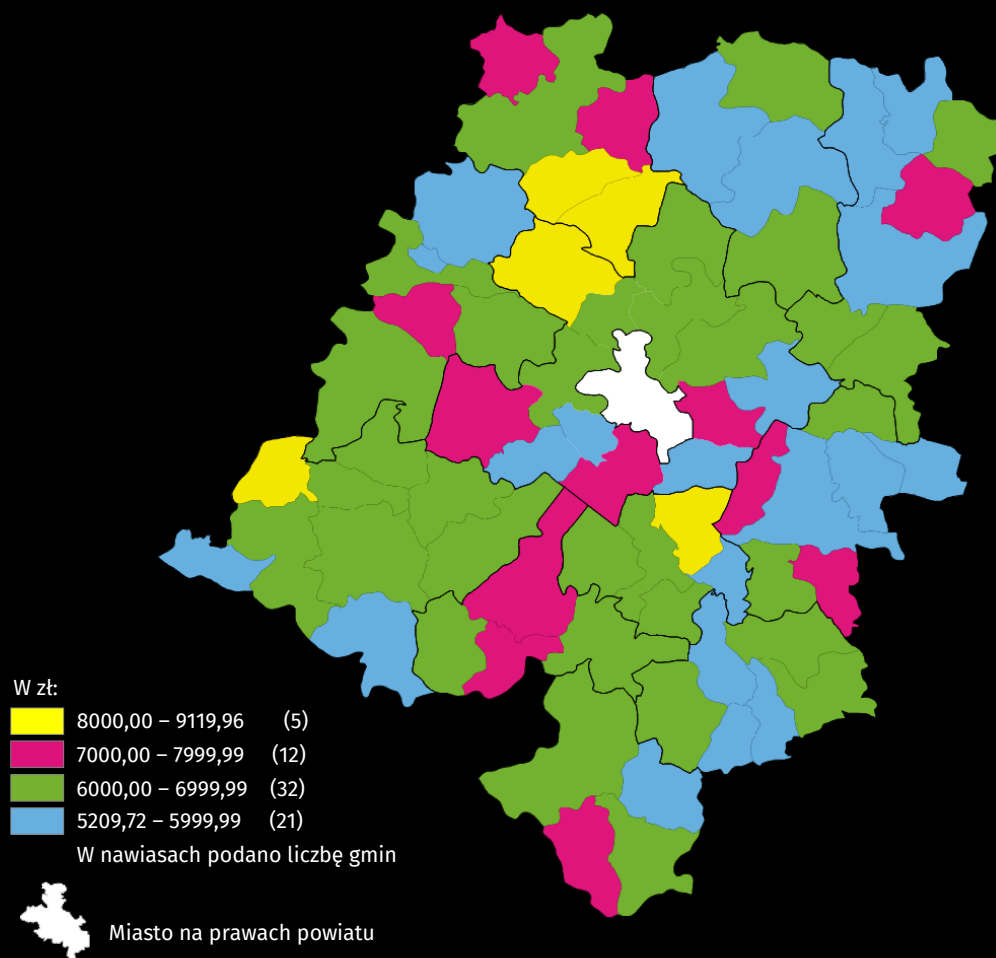 W zł:
8000,00 – 9119,96 (5)
7000,00 – 7999,99 (12)
6000,00 – 6999,99 (32)
5209,72 – 5999,99 (21)
W nawiasach podano liczbę gmin
Miasto na prawach powiatu